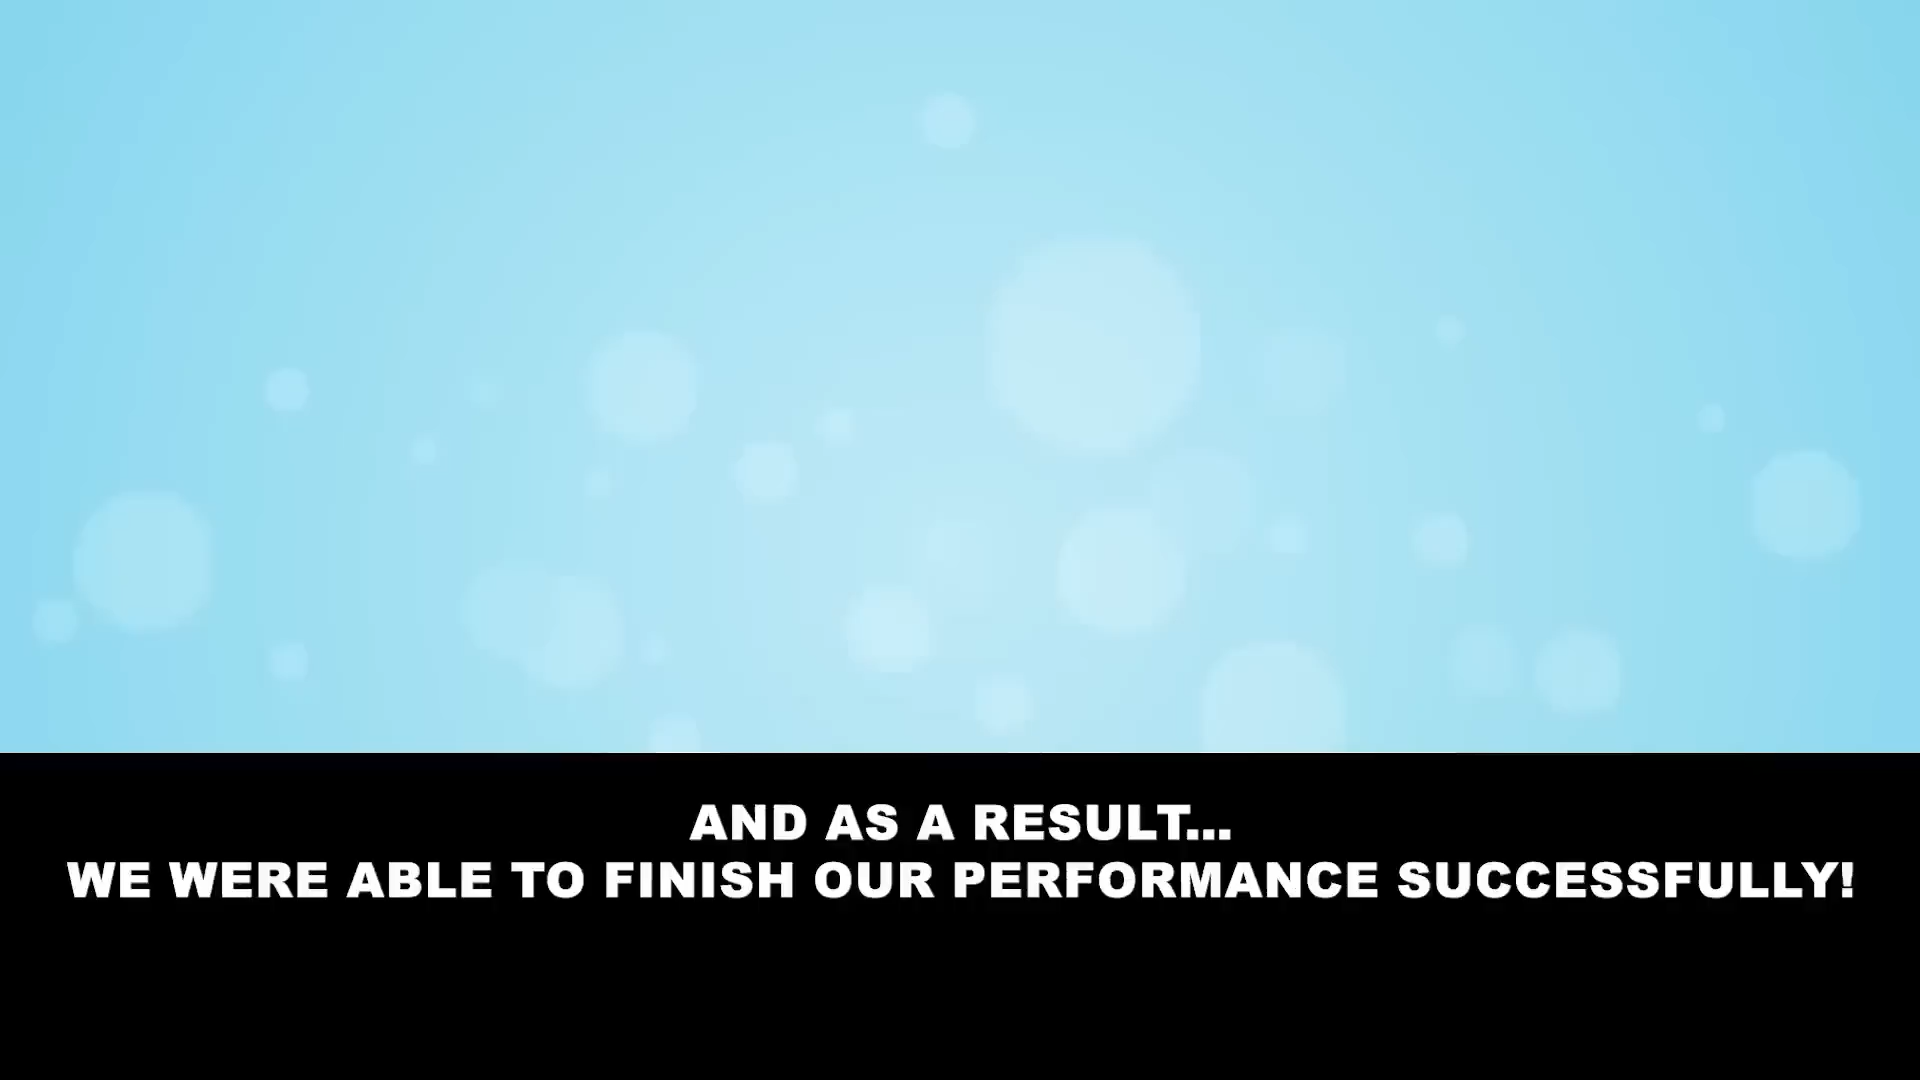 AND AS A RESULT...
WE WERE ABLE TO FINISH OUR PERFORMANCE SUCCESSFULLY!